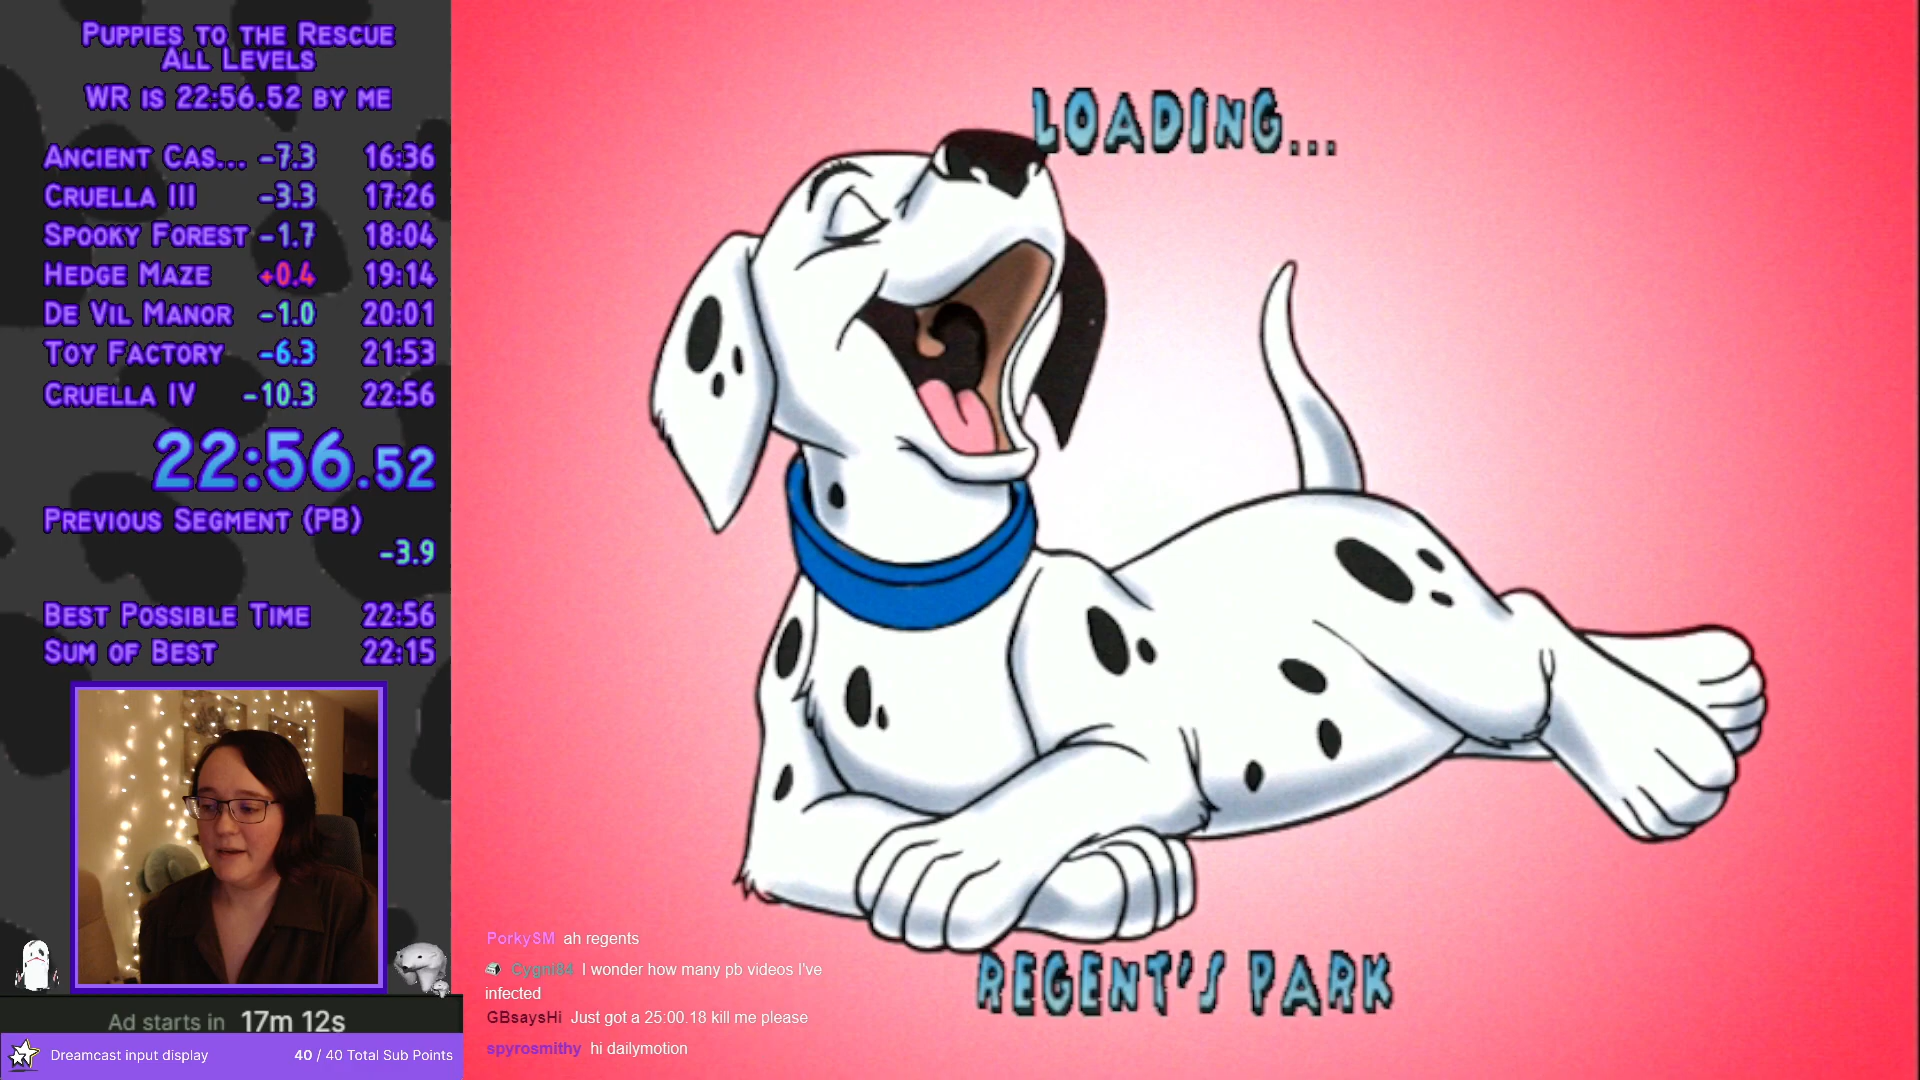 PUPPIES TO THE RESCUE
ALL LEVELS
WR IS 22:56.52 BY ME
ANCIENT CAS... -7.3 16:36
CRUELLA III -3.3 17:26
SPOOKY FOREST -1.7 18:04
HEDGE MAZE +0.4 19:14
DE VIL MANOR -1.0 20:01
TOY FACTORY -6.3 21:53
CRUELLA IV -10.3 22:56
22:56.52
PREVIOUS SEGMENT (PB)
-3.9
BEST POSSIBLE TIME 22:56
SUM OF BEST 22:15
Ad starts in 17m 12s
Dreamcast input display 40 / 40 Total Sub Points
LOADING...
REGENT'S PARK
PorkySM ah regents
Cygni84 I wonder how many pb videos I've
infected
GBsaysHi Just got a 25:00.18 kill me please
spyrosmithy hi dailymotion